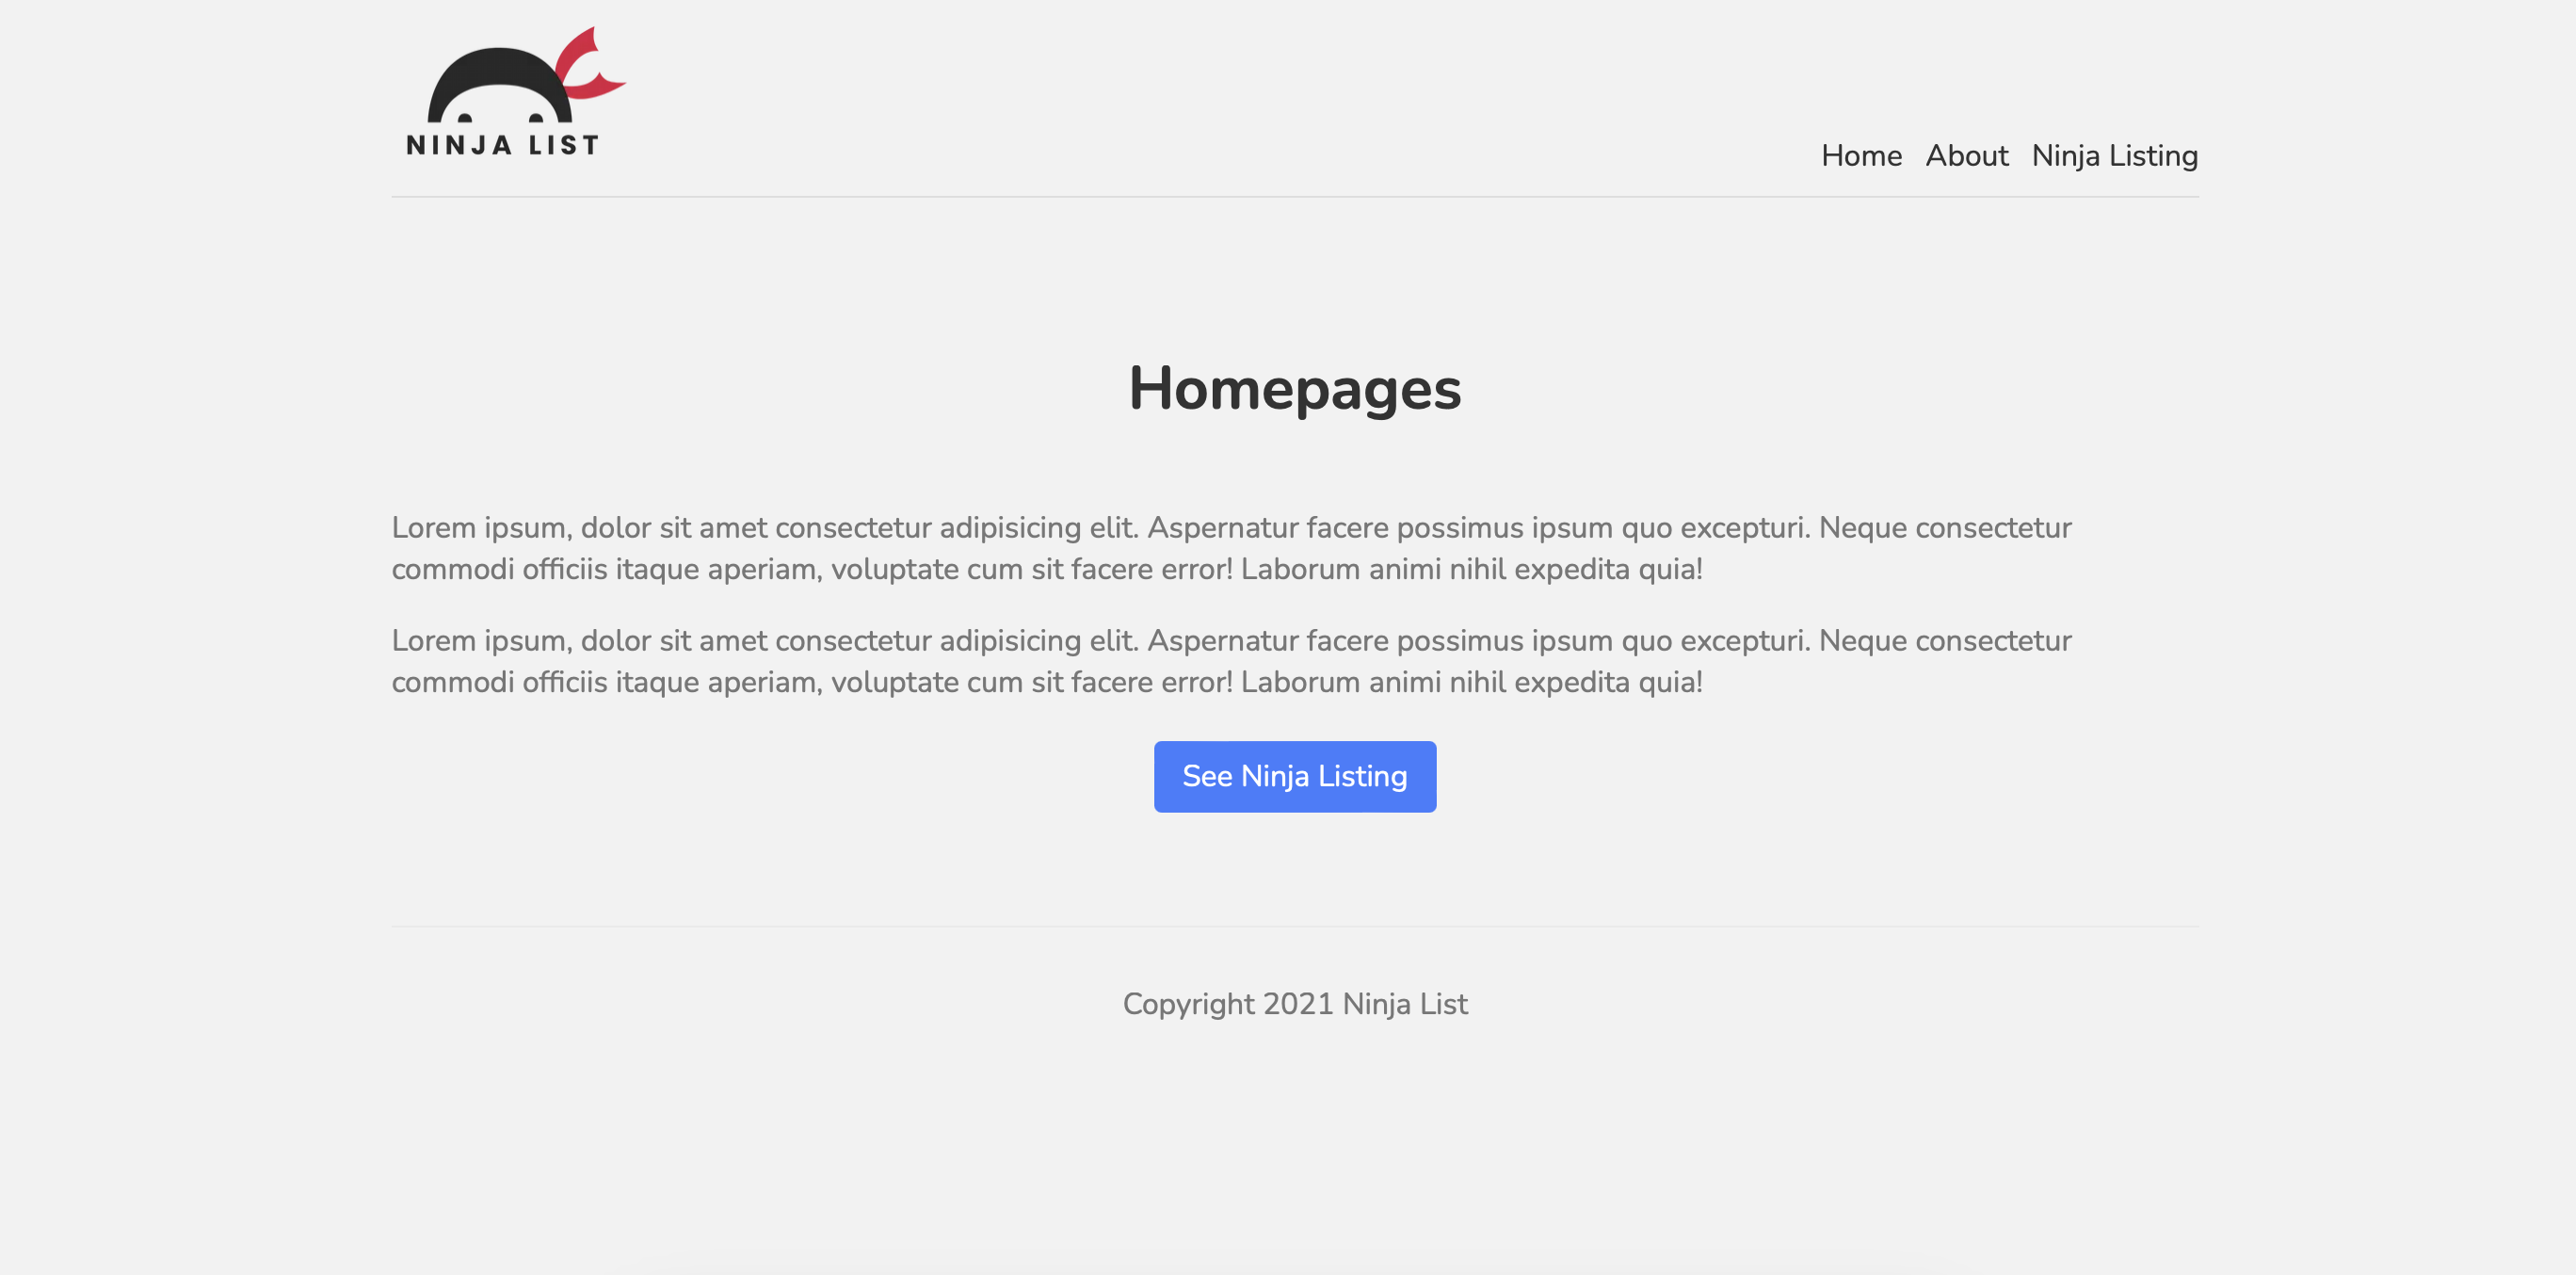 NINJA LIST
Home About Ninja Listing
Homepages
Lorem ipsum, dolor sit amet consectetur adipisicing elit. Aspernatur facere possimus ipsum quo excepturi. Neque consectetur
commodi officiis itaque aperiam, voluptate cum sit facere error! Laborum animi nihil expedita quia!
Lorem ipsum, dolor sit amet consectetur adipisicing elit. Aspernatur facere possimus ipsum quo excepturi. Neque consectetur
commodi officiis itaque aperiam, voluptate cum sit facere error! Laborum animi nihil expedita quia!
See Ninja Listing
Copyright 2021 Ninja List